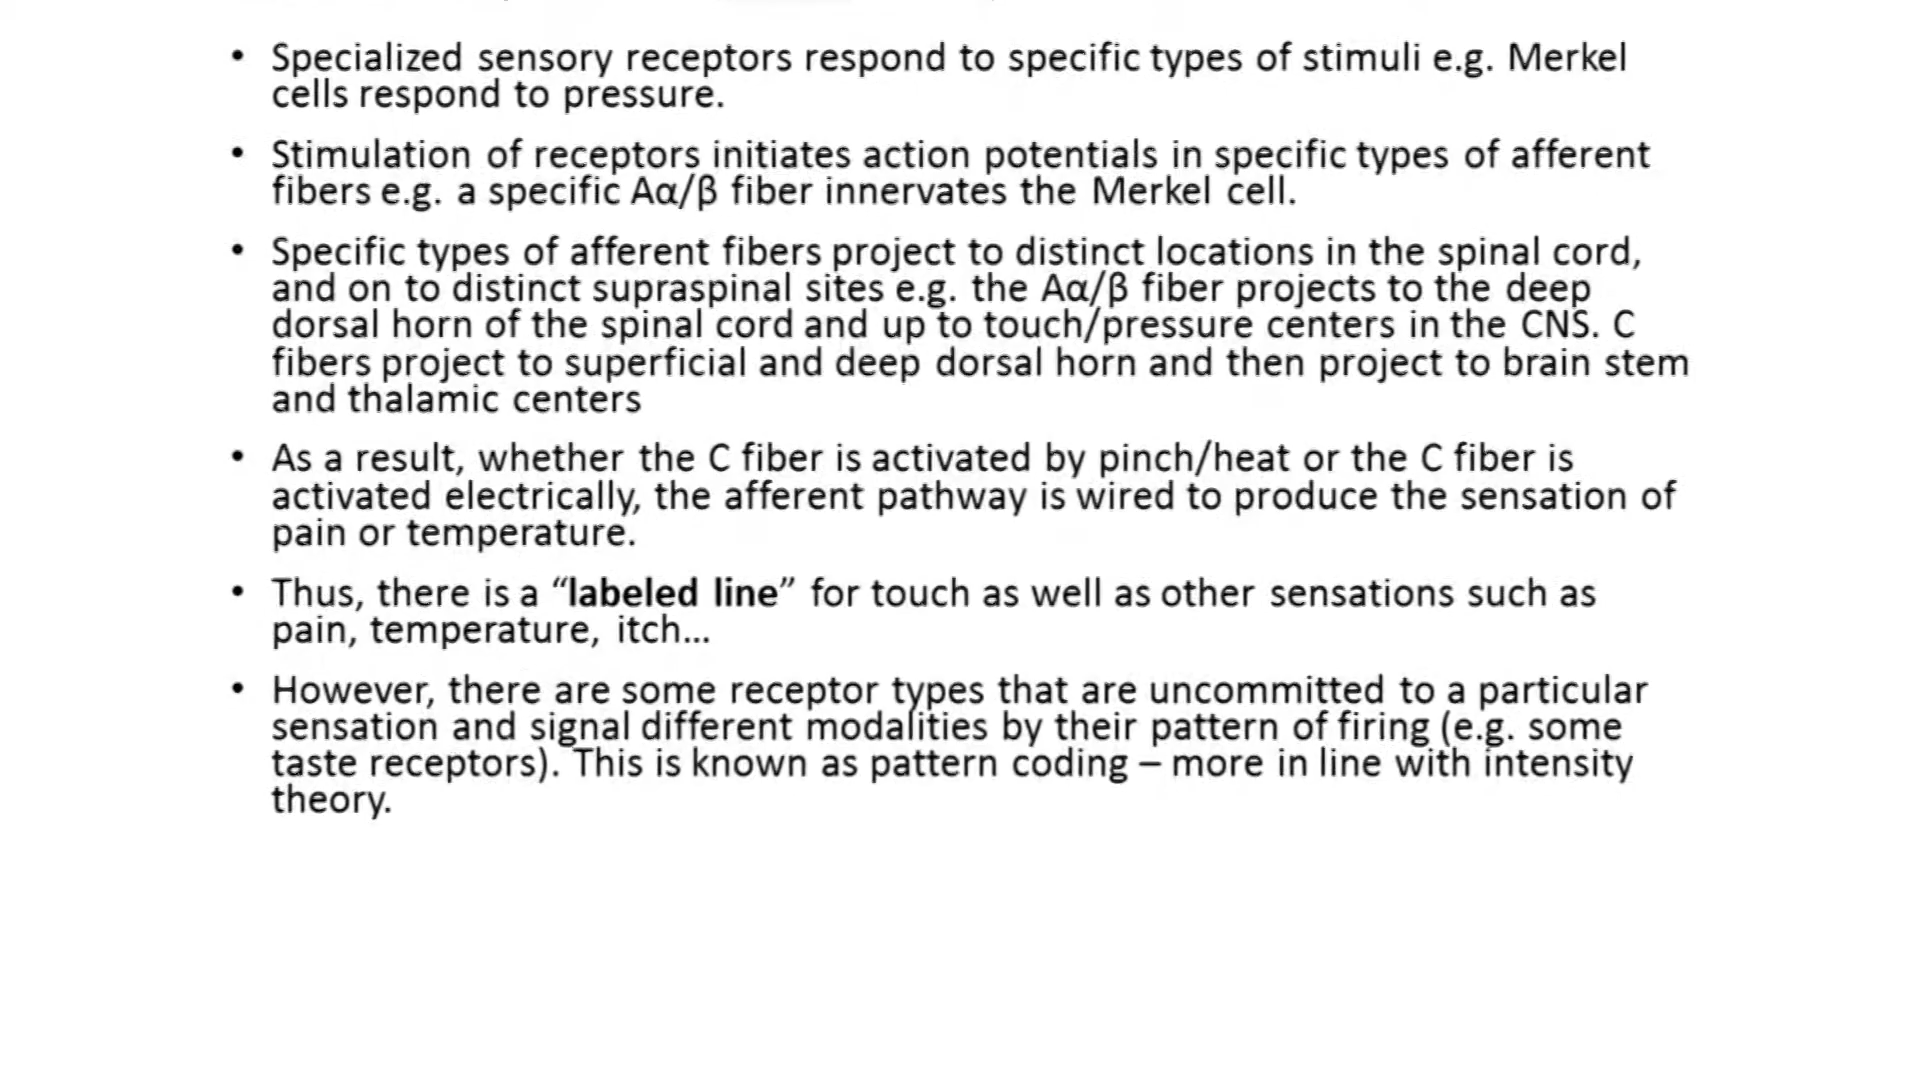 • Specialized sensory receptors respond to specific types of stimuli e.g. Merkel
cells respond to pressure.
• Stimulation of receptors initiates action potentials in specific types of afferent
fibers e.g. a specific Aα/β fiber innervates the Merkel cell.
• Specific types of afferent fibers project to distinct locations in the spinal cord,
and on to distinct supraspinal sites e.g. the Aα/β fiber projects to the deep
dorsal horn of the spinal cord and up to touch/pressure centers in the CNS. C
fibers project to superficial and deep dorsal horn and then project to brain stem
and thalamic centers
• As a result, whether the C fiber is activated by pinch/heat or the C fiber is
activated electrically, the afferent pathway is wired to produce the sensation of
pain or temperature.
• Thus, there is a “labeled line” for touch as well as other sensations such as
pain, temperature, itch...
• However, there are some receptor types that are uncommitted to a particular
sensation and signal different modalities by their pattern of firing (e.g. some
taste receptors). This is known as pattern coding – more in line with intensity
theory.